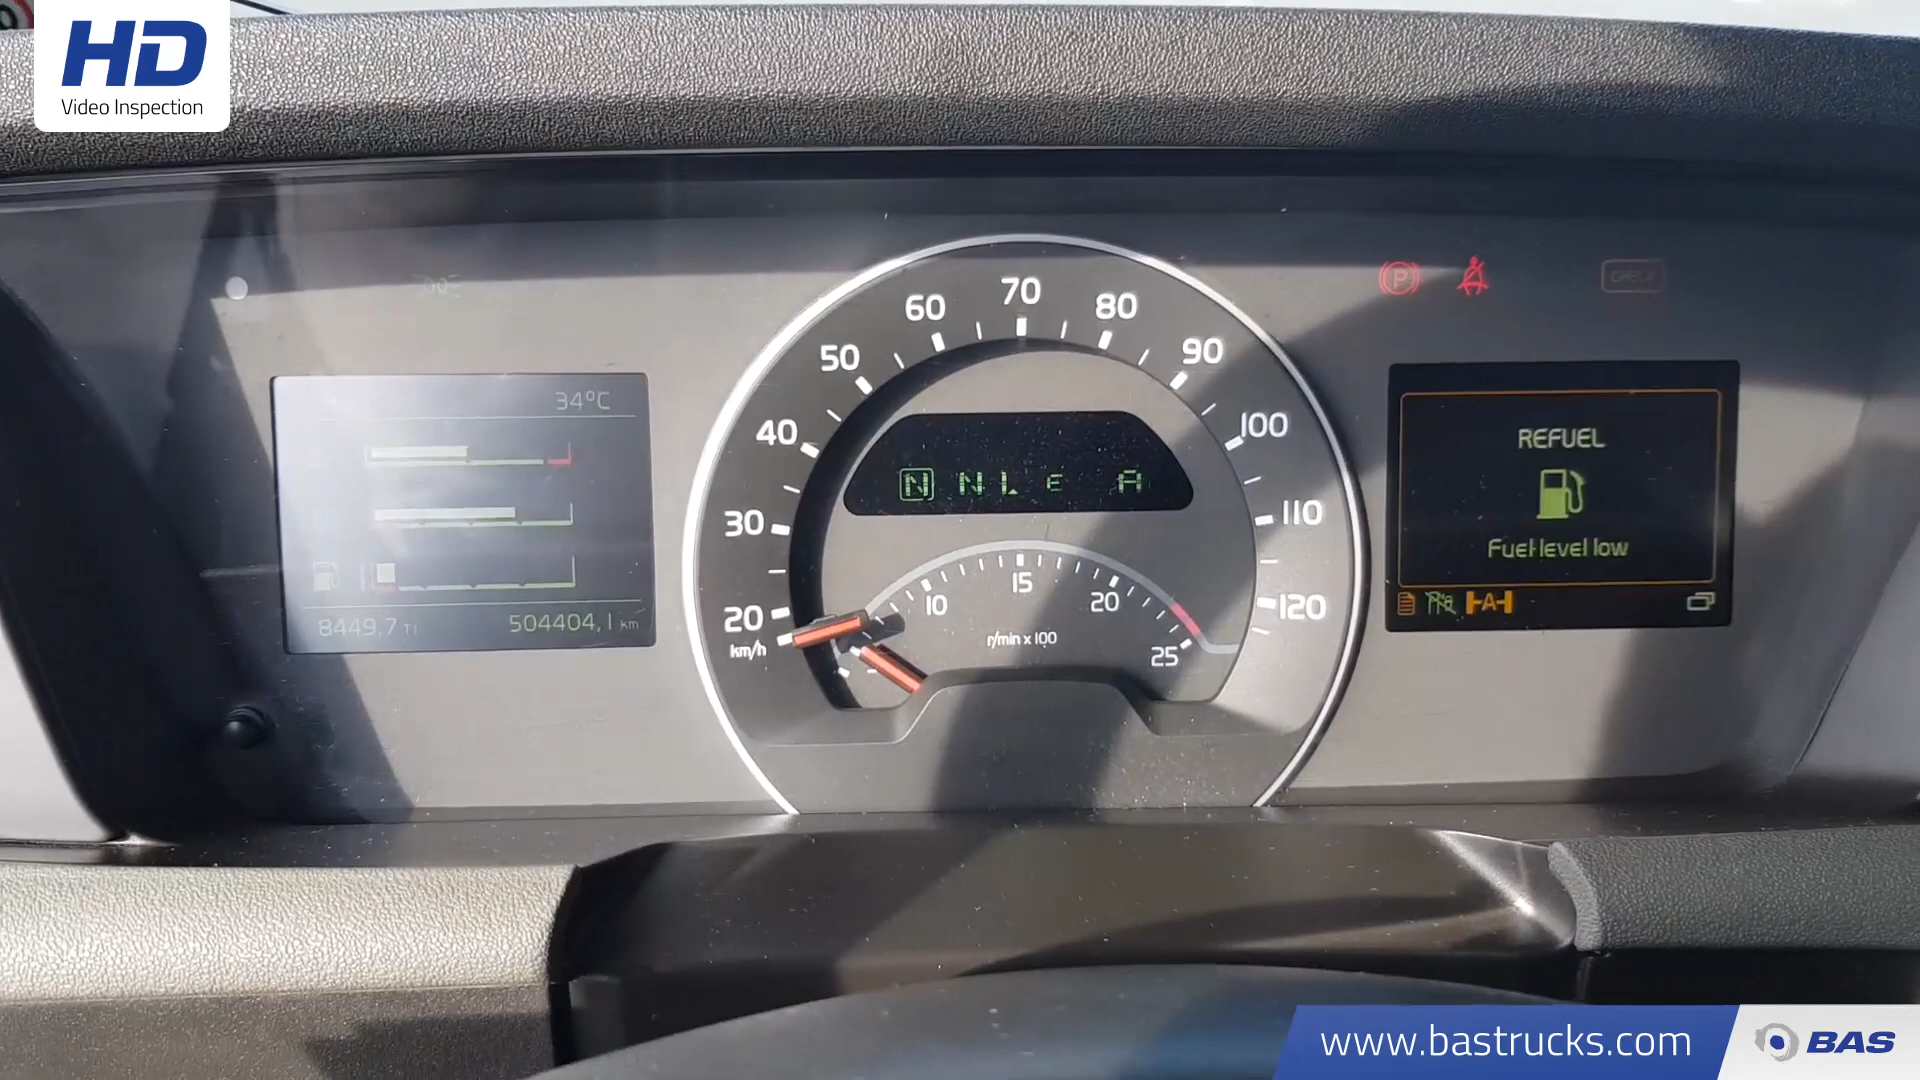 HD
Video Inspection
34°C
8449,7 TI
504404,1 km
20 30 40 50 60 70 80 90 100 110 120
km/h
N N L E A
10 15 20 25
r/min x 100
P
REFUEL
Fuel level low
A
www.bastrucks.com
BAS